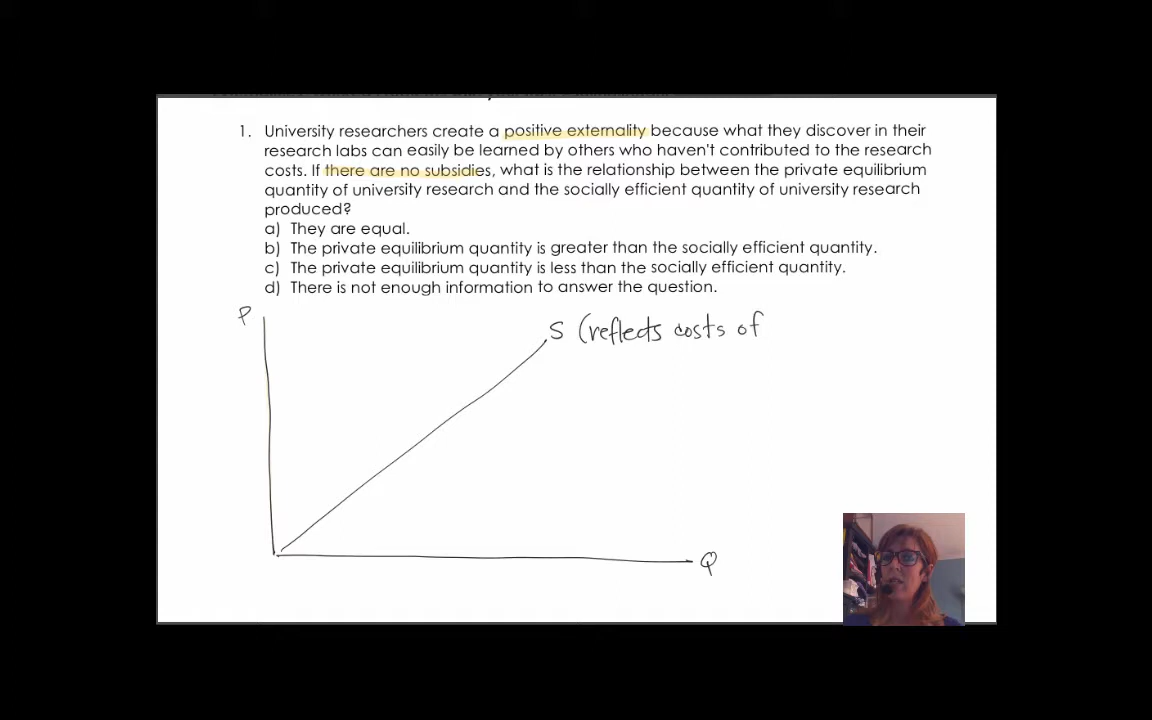 1. University researchers create a positive externality because what they discover in their
research labs can easily be learned by others who haven't contributed to the research
costs. If there are no subsidies, what is the relationship between the private equilibrium
quantity of university research and the socially efficient quantity of university research
produced?
a) They are equal.
b) The private equilibrium quantity is greater than the socially efficient quantity.
c) The private equilibrium quantity is less than the socially efficient quantity.
d) There is not enough information to answer the question.
P
S (reflects costs of
Q